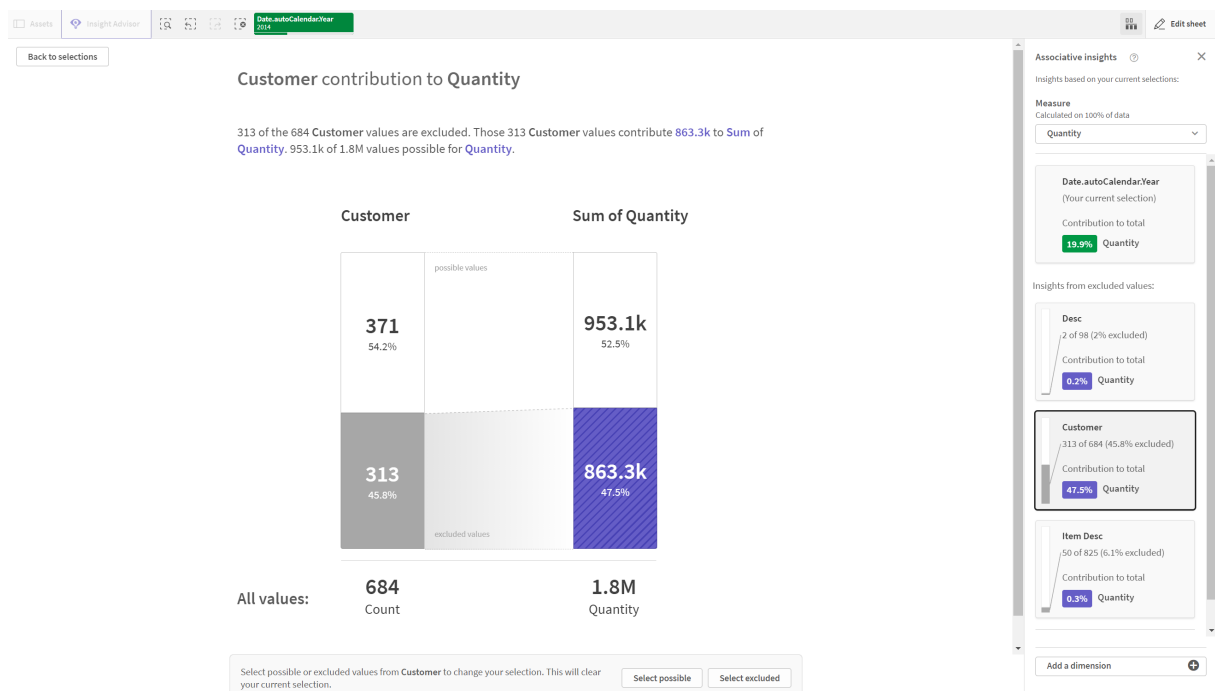 Assets
Insight Advisor
Date.autoCalendar.Year
2014
Edit sheet
Back to selections
Customer contribution to Quantity
313 of the 684 Customer values are excluded. Those 313 Customer values contribute 863.3k to Sum of
Quantity. 953.1k of 1.8M values possible for Quantity.
Customer
Sum of Quantity
possible values
371
54.2%
953.1k
52.5%
313
45.8%
863.3k
47.5%
excluded values
All values:
684
Count
1.8M
Quantity
Select possible or excluded values from Customer to change your selection. This will clear
your current selection.
Select possible
Select excluded
Associative insights
Insights based on your current selections:
Measure
Calculated on 100% of data
Quantity
Date.autoCalendar.Year
(Your current selection)
Contribution to total
19.9% Quantity
Insights from excluded values:
Desc
2 of 98 (2% excluded)
Contribution to total
0.2% Quantity
Customer
313 of 684 (45.8% excluded)
Contribution to total
47.5% Quantity
Item Desc
50 of 825 (6.1% excluded)
Contribution to total
0.3% Quantity
Add a dimension